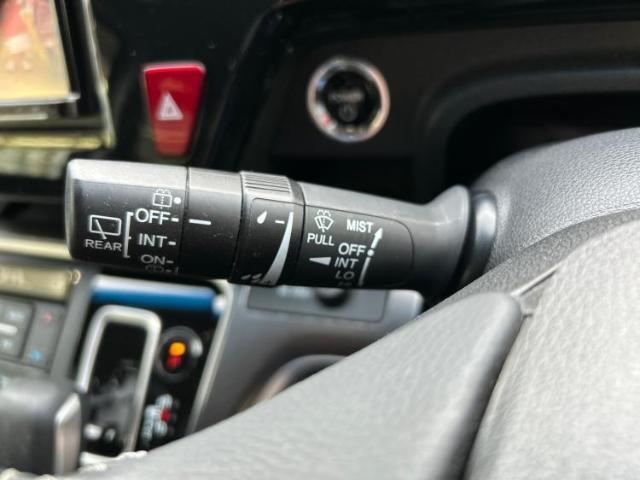 OFF
REAR
INT
ON
PULL
MIST
OFF
INT
LO